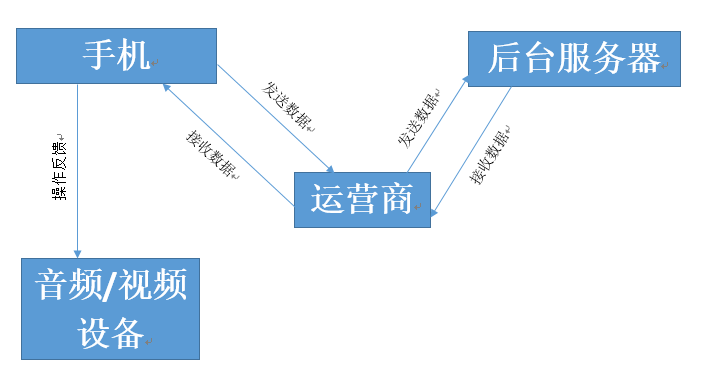 手机
后台服务器
发送数据
接收数据
发送数据
接收数据
操作反馈
运营商
音频/视频
设备